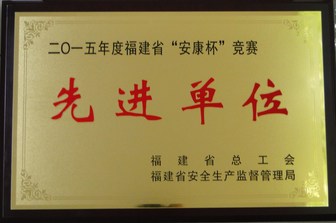 二〇一五年度福建省“安康杯”竞赛
先进单位
福建省总工会
福建省安全生产监督管理局